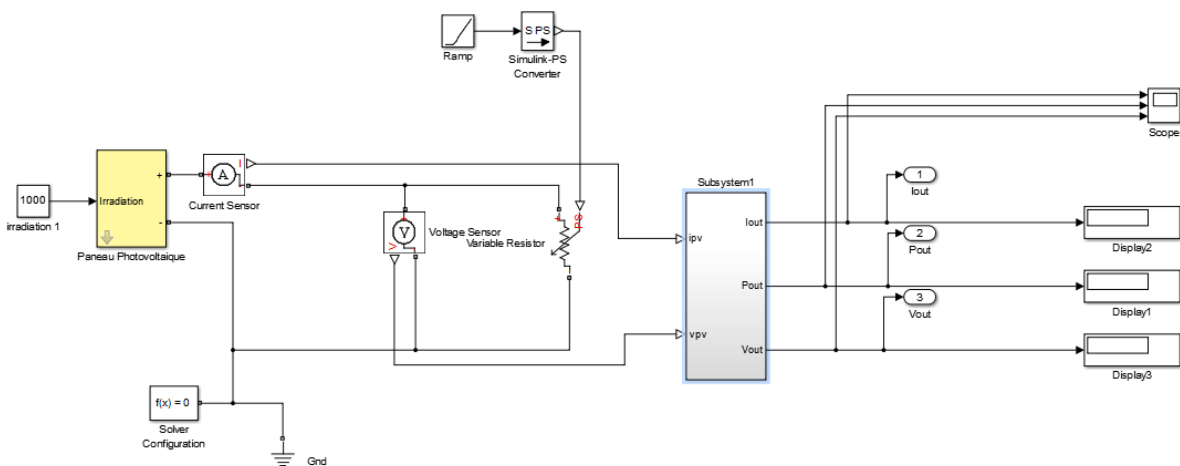 Ramp
S PS
Simulink-PS
Converter
1000
irradiation 1
Irradiation
+
-
Paneau Photovoltaique
+
A
I
Current Sensor
+
V
V
Voltage Sensor
+
PS
Variable Resistor
-
f(x) = 0
Solver
Configuration
Gnd
Subsystem1
ipv
vpv
Iout
Pout
Vout
1
Iout
2
Pout
3
Vout
Scope
Display2
Display1
Display3